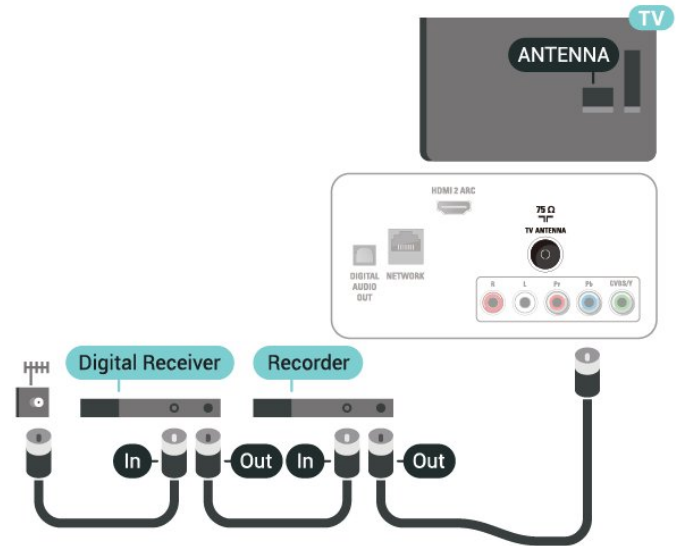 TV
ANTENNA
HDMI 2 ARC
75 Ω
TV ANTENNA
DIGITAL
AUDIO
OUT
NETWORK
R L Pr Pb CVBS/Y
Digital Receiver
Recorder
In
Out
In
Out